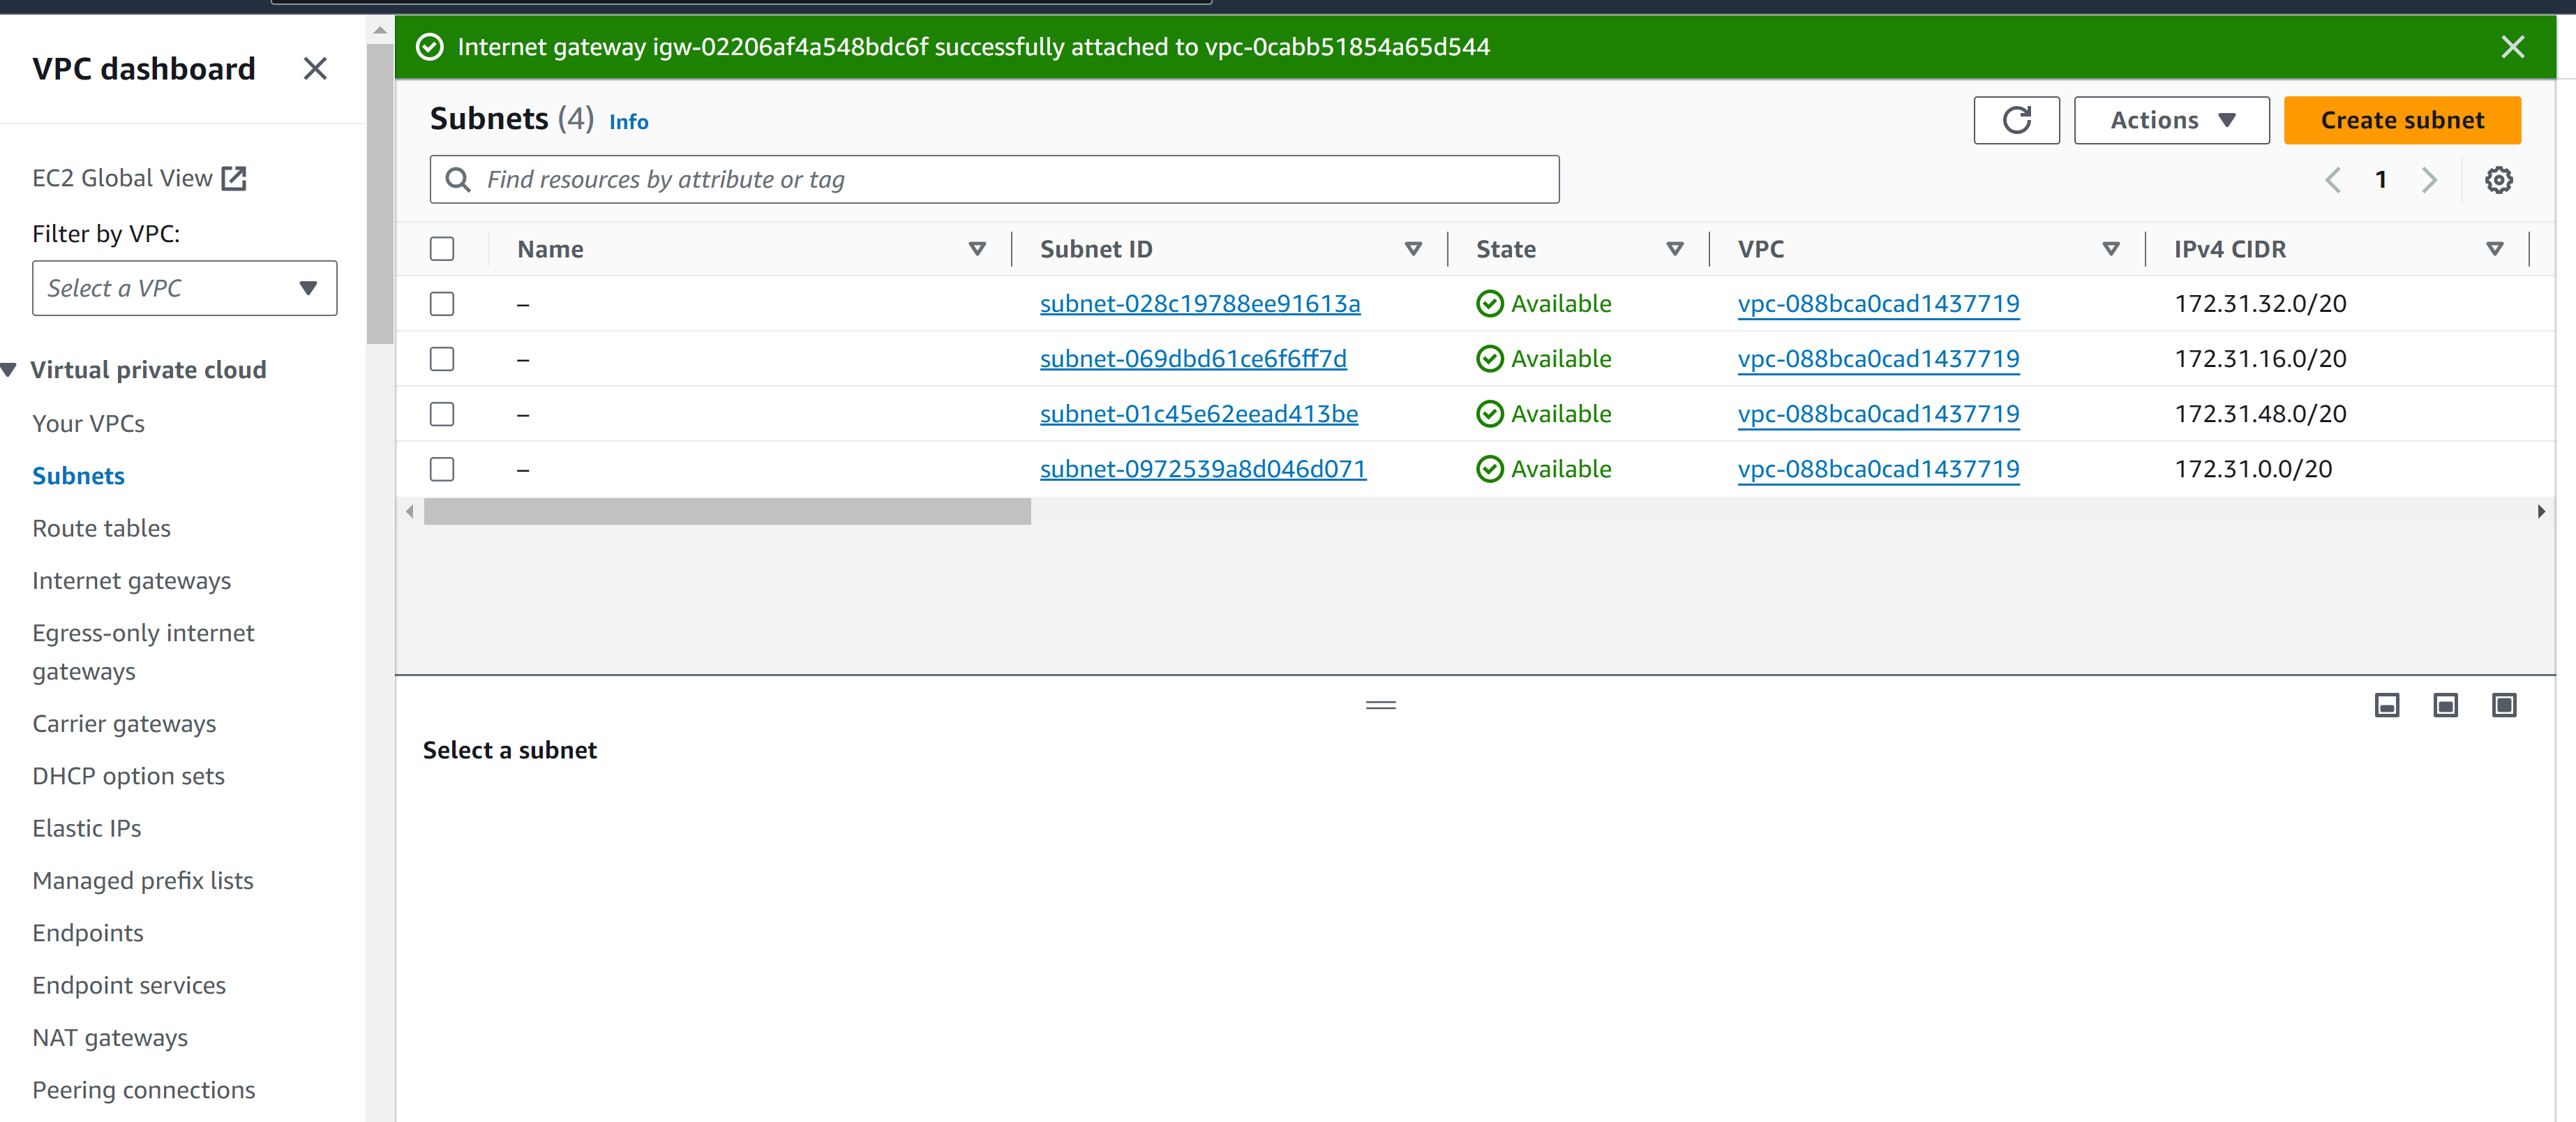 Internet gateway igw-02206af4a548bdc6f successfully attached to vpc-0cabb51854a65d544
VPC dashboard
EC2 Global View
Filter by VPC:
Select a VPC
Virtual private cloud
Your VPCs
Subnets
Route tables
Internet gateways
Egress-only internet
gateways
Carrier gateways
DHCP option sets
Elastic IPs
Managed prefix lists
Endpoints
Endpoint services
NAT gateways
Peering connections
Subnets (4) Info
Actions
Create subnet
Find resources by attribute or tag
1
Name Subnet ID State VPC IPv4 CIDR
– subnet-028c19788ee91613a Available vpc-088bca0cad1437719 172.31.32.0/20
– subnet-069dbd61ce6f6ff7d Available vpc-088bca0cad1437719 172.31.16.0/20
– subnet-01c45e62eead413be Available vpc-088bca0cad1437719 172.31.48.0/20
– subnet-0972539a8d046d071 Available vpc-088bca0cad1437719 172.31.0.0/20
Select a subnet